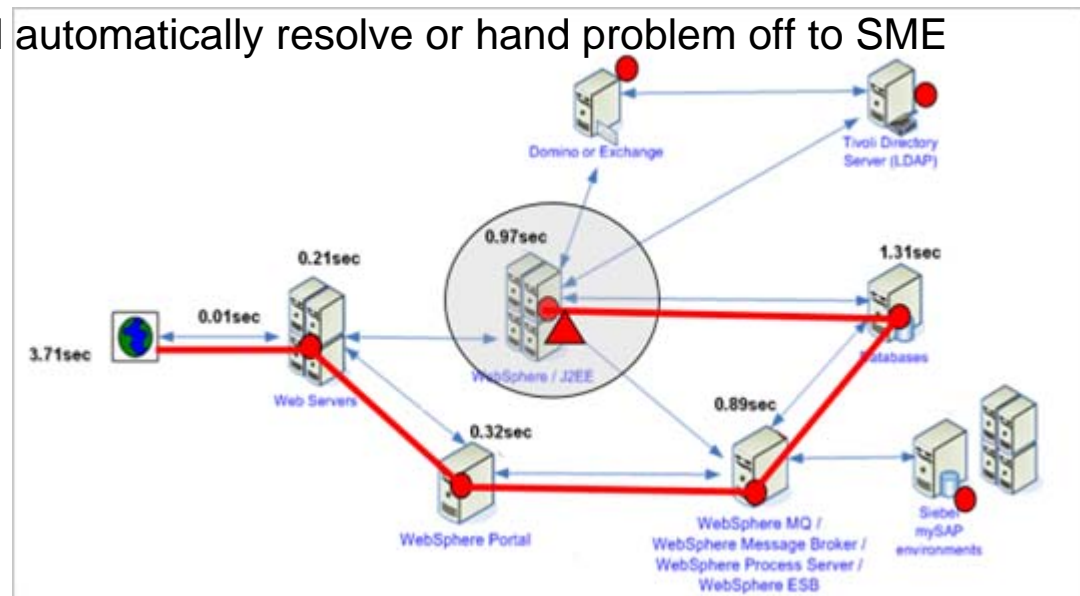 automatically resolve or hand problem off to SME
Domino or Exchange
Tivoli Directory
Server (LDAP)
0.97sec
1.31sec
0.21sec
0.01sec
3.71sec
WebSphere / J2EE
Databases
Web Servers
0.89sec
0.32sec
WebSphere Portal
WebSphere MQ /
WebSphere Message Broker /
WebSphere Process Server /
WebSphere ESB
Siebel
mySAP
environments